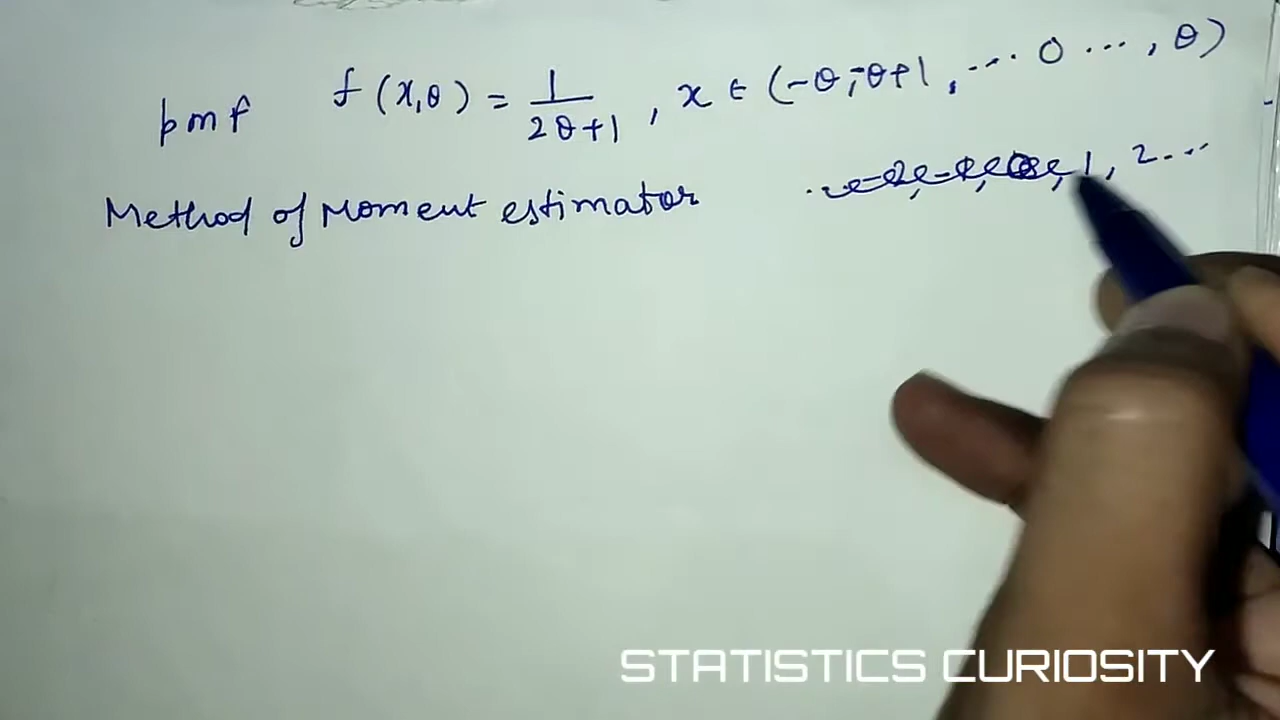 pmf f(x,θ) = 1/2θ+1 , x ∈ (-θ,-θ+1, ... 0 ... , θ)
1, 2 ...
Method of Moment estimator
STATISTICS CURIOSITY